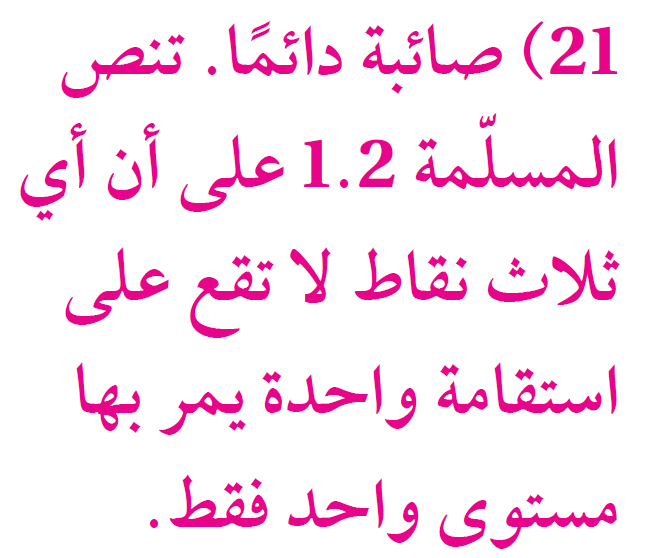 21) صائبة دائمًا. تنص
المسلّمة 1.2 على أن أي
ثلاث نقاط لا تقع على
استقامة واحدة يمر بها
مستوى واحد فقط.